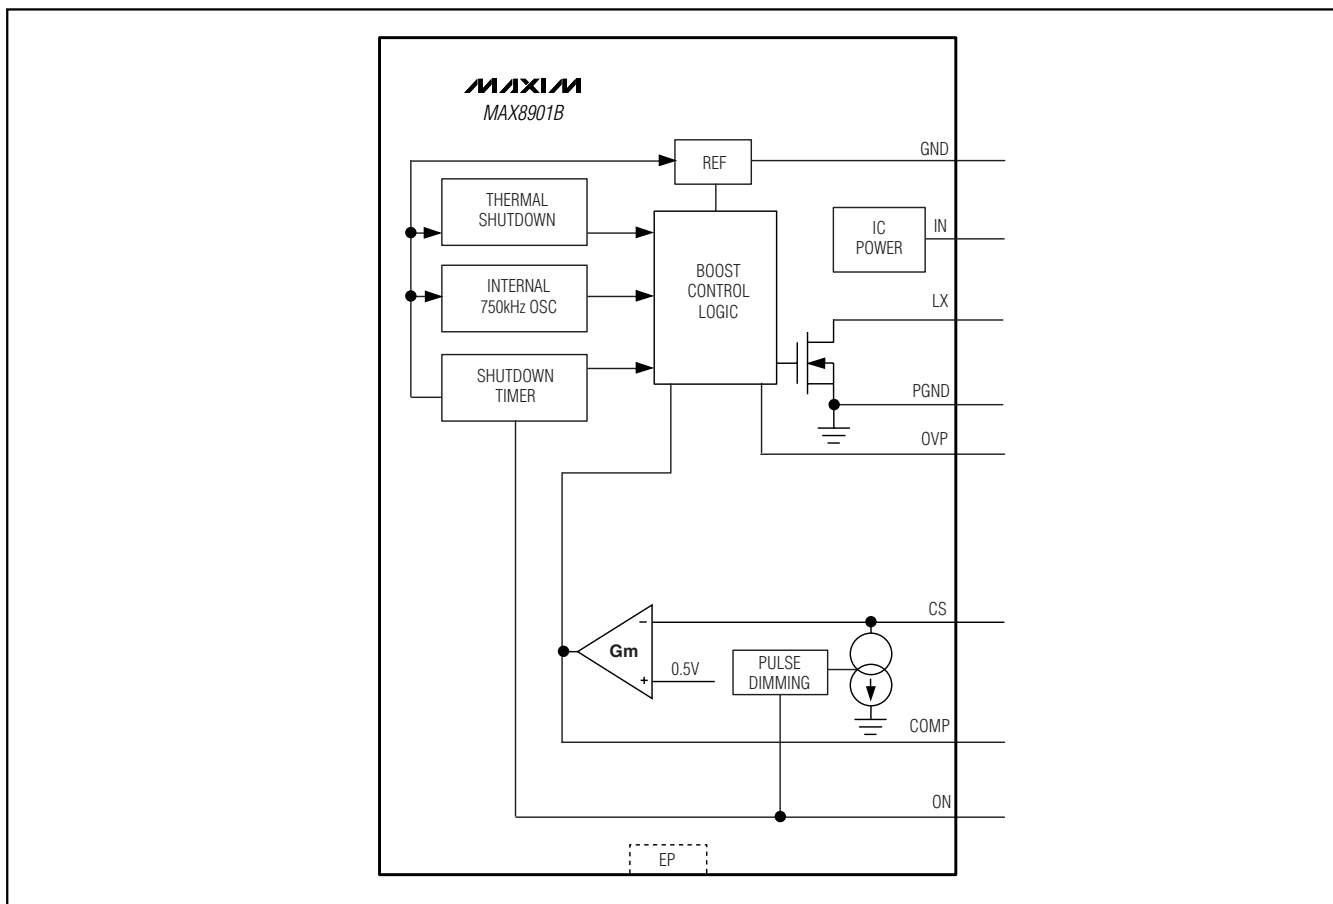 MAXIM
MAX8901B
REF
GND
THERMAL
SHUTDOWN
IC
POWER
IN
BOOST
CONTROL
LOGIC
INTERNAL
750kHz OSC
LX
SHUTDOWN
TIMER
PGND
OVP
CS
−
Gm
+
0.5V
PULSE
DIMMING
COMP
ON
EP